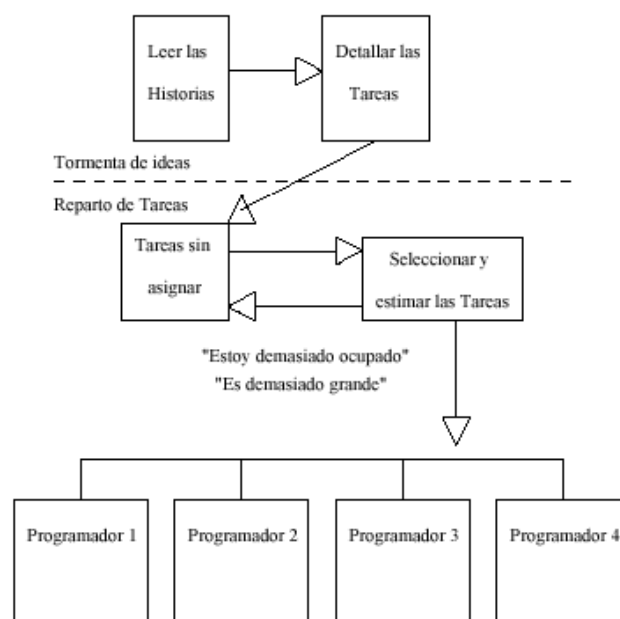 Leer las
Historias
Detallar las
Tareas
Tormenta de ideas
Reparto de Tareas
Tareas sin
asignar
Seleccionar y
estimar las Tareas
"Estoy demasiado ocupado"
"Es demasiado grande"
Programador 1
Programador 2
Programador 3
Programador 4